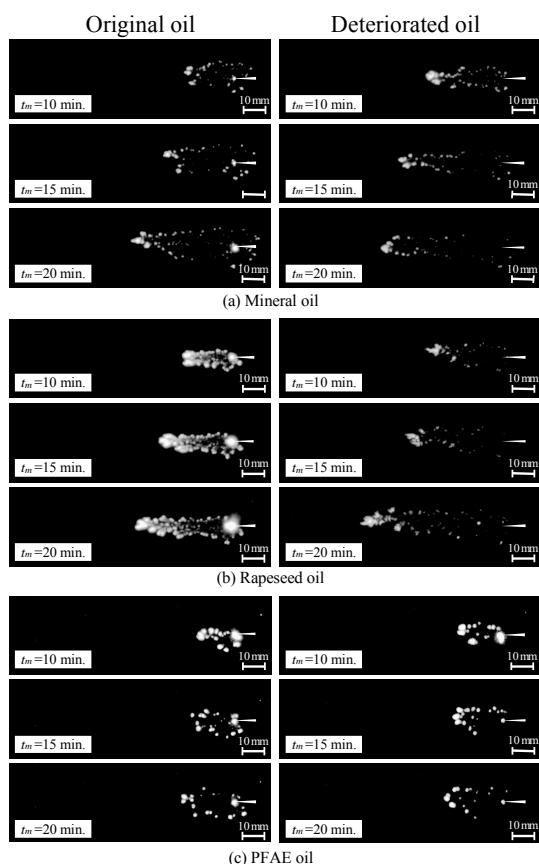 Original oil Deteriorated oil
10 mm 10 mm
tm=10 min. tm=10 min.
tm=15 min. 10 mm
tm=15 min.
10 mm 10 mm
tm=20 min. tm=20 min.
(a) Mineral oil
10 mm 10 mm
tm=10 min. tm=10 min.
10 mm 10 mm
tm=15 min. tm=15 min.
10 mm 10 mm
tm=20 min. tm=20 min.
(b) Rapeseed oil
10 mm 10 mm
tm=10 min. tm=10 min.
10 mm 10 mm
tm=15 min. tm=15 min.
10 mm 10 mm
tm=20 min. tm=20 min.
(c) PFAE oil